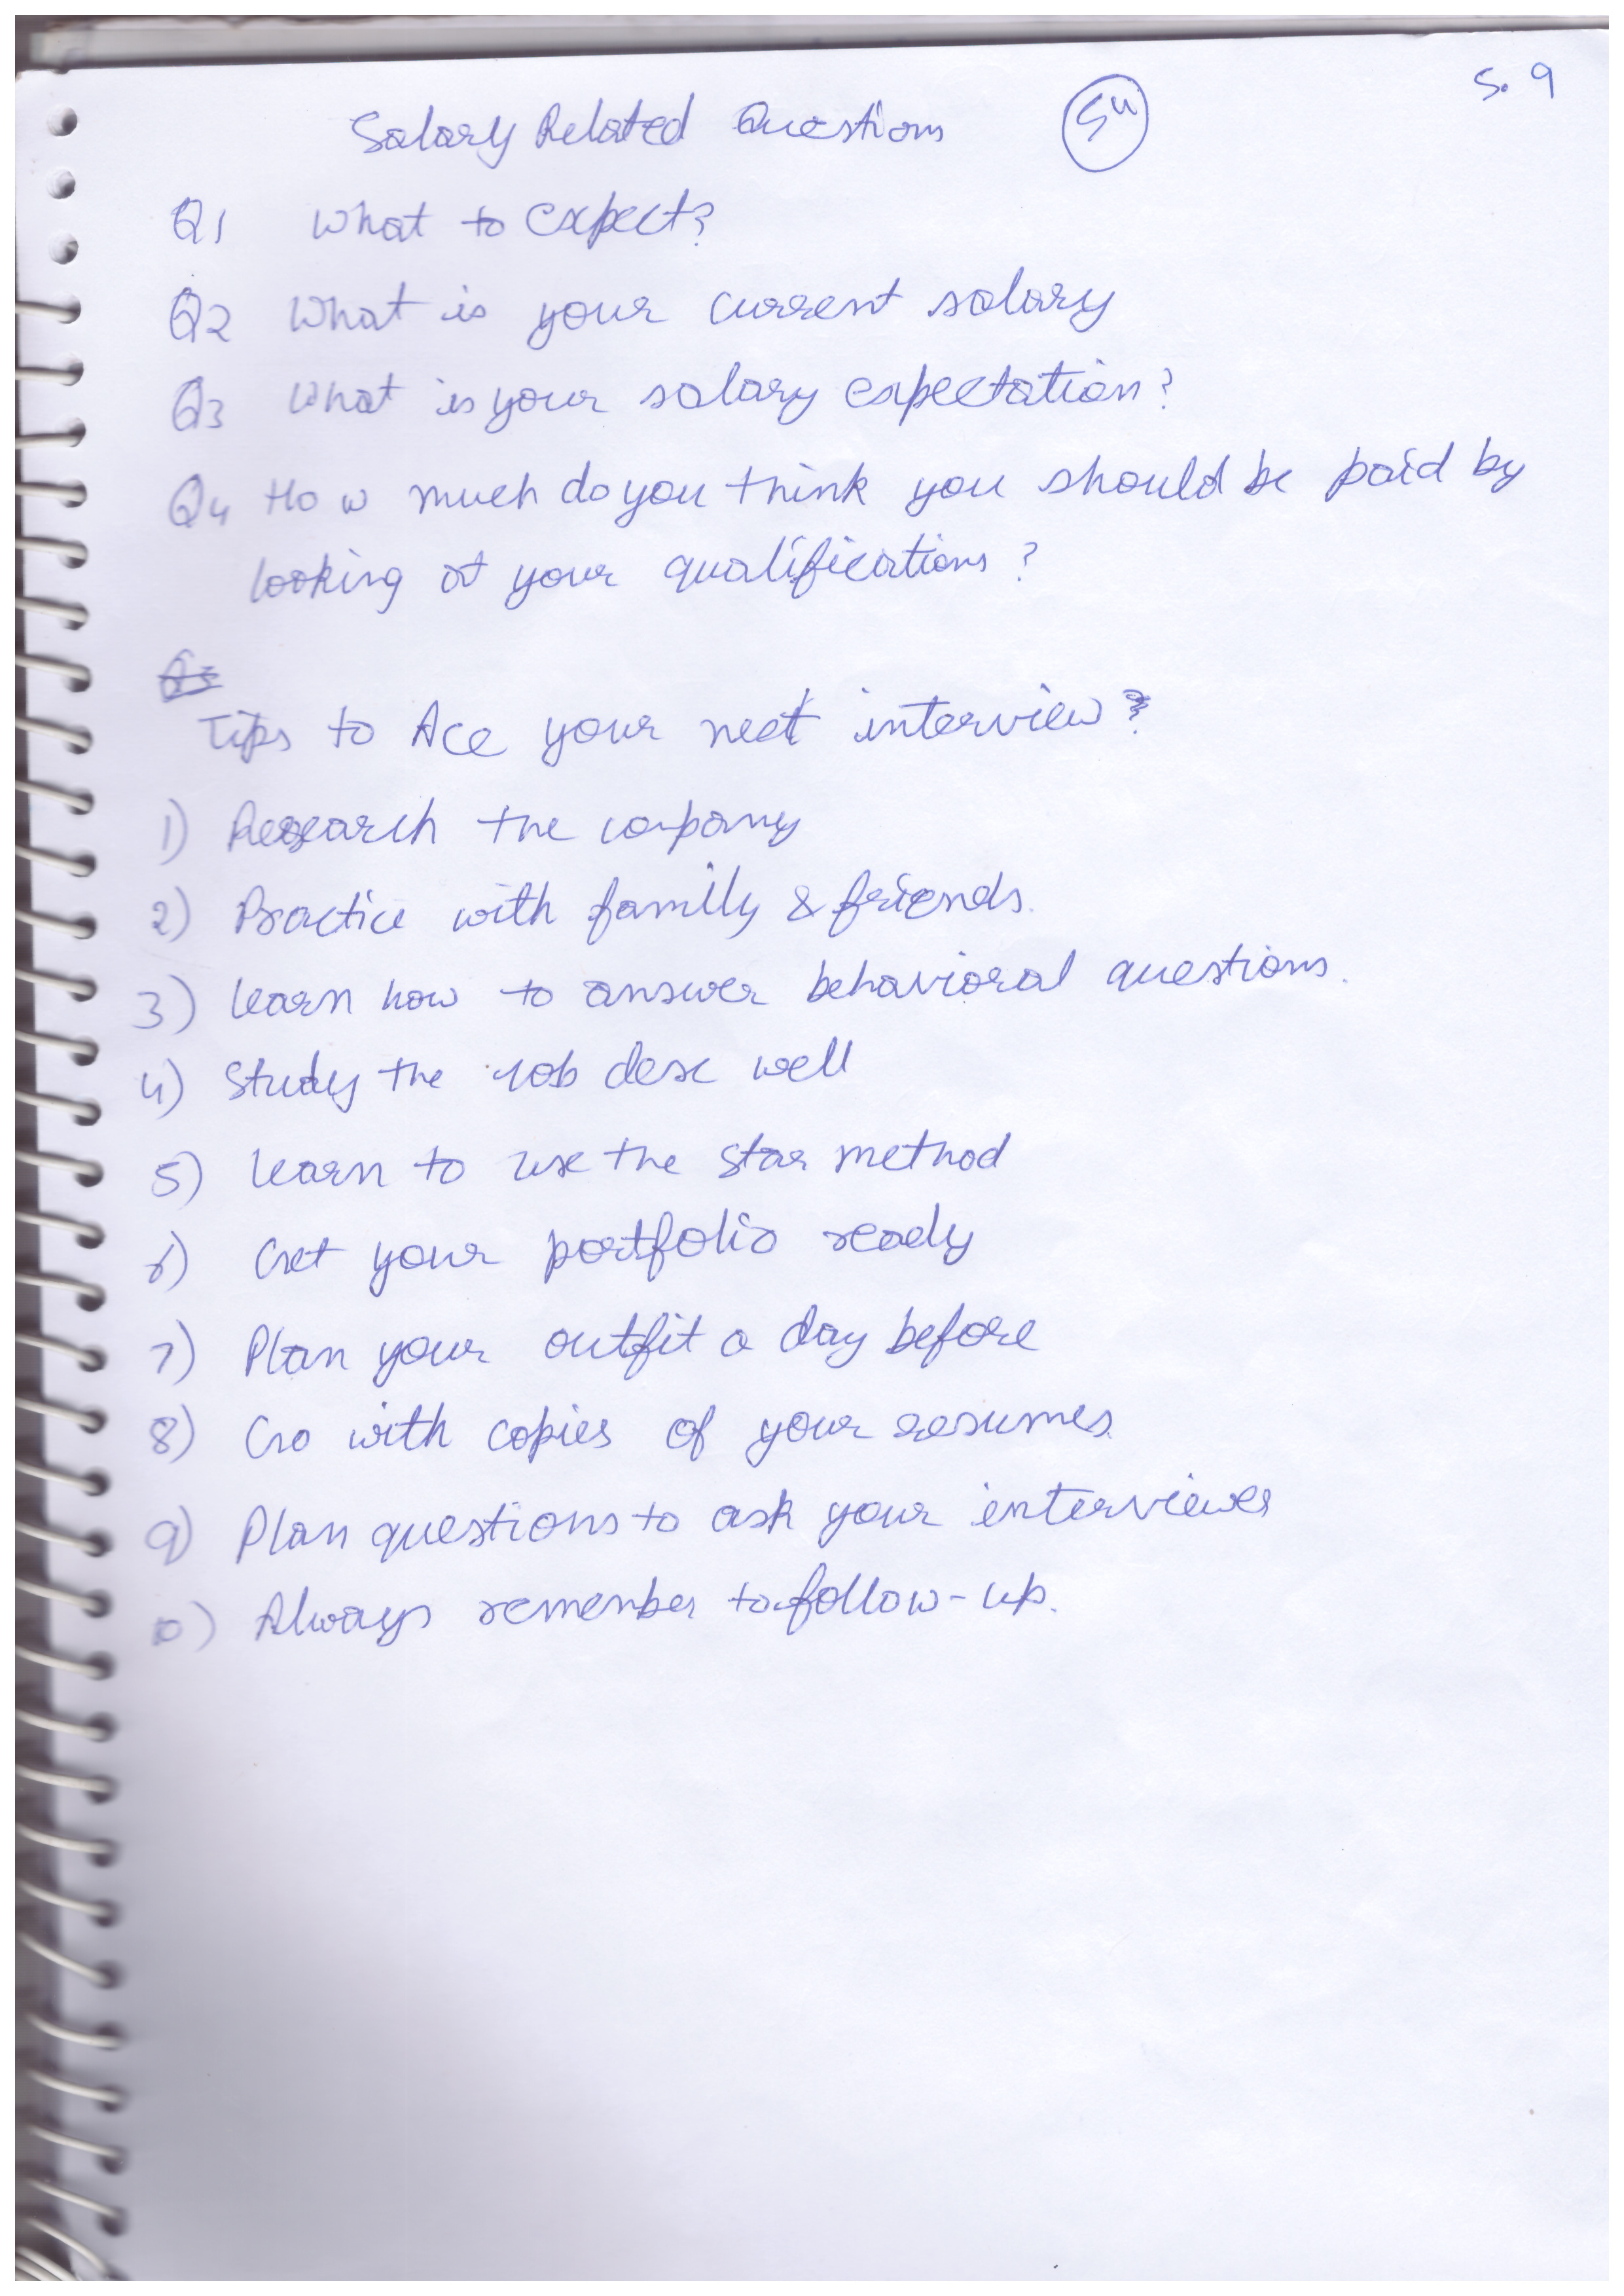 S. 9
Salary Related Questions
54
Q1 What to expect?
Q2 What is your current salary
Q3 What is your salary expectation?
Q4 How much do you think you should be paid by
looking at your qualifications?
Tips to Ace your next interview?
1) Research the company
2) Practice with family & friends.
3) learn how to answer behavioral questions.
4) Study the job desc well
5) learn to use the star method
6) Get your portfolio ready
7) Plan your outfit a day before
8) Go with copies of your resumes
9) Plan questions to ask your interviewer
10) Always remember to follow-up.